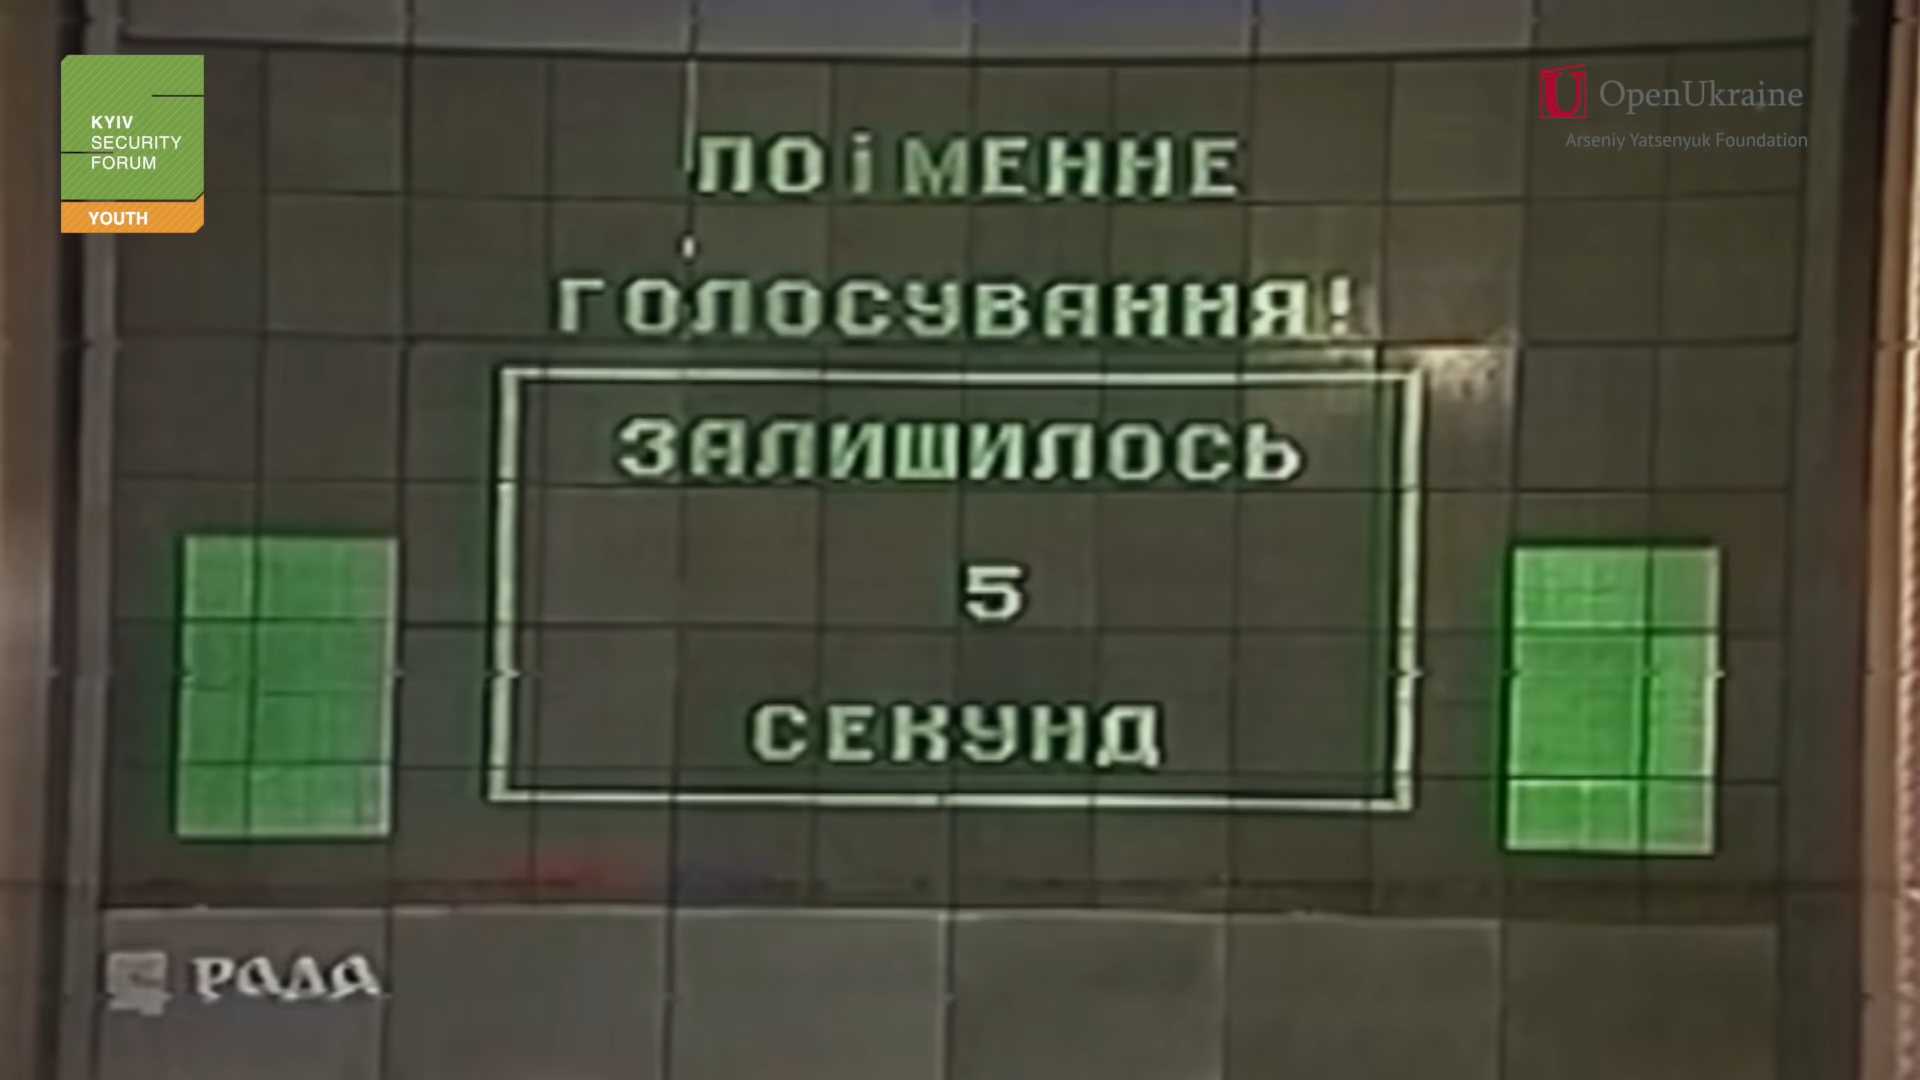 KYIV
SECURITY
FORUM
YOUTH
OpenUkraine
Arseniy Yatsenyuk Foundation
ПОіМЕННЕ
ГОЛОСУВАННЯ!
ЗАЛИШИЛОСЬ
5
СЕКУНД
РАДА